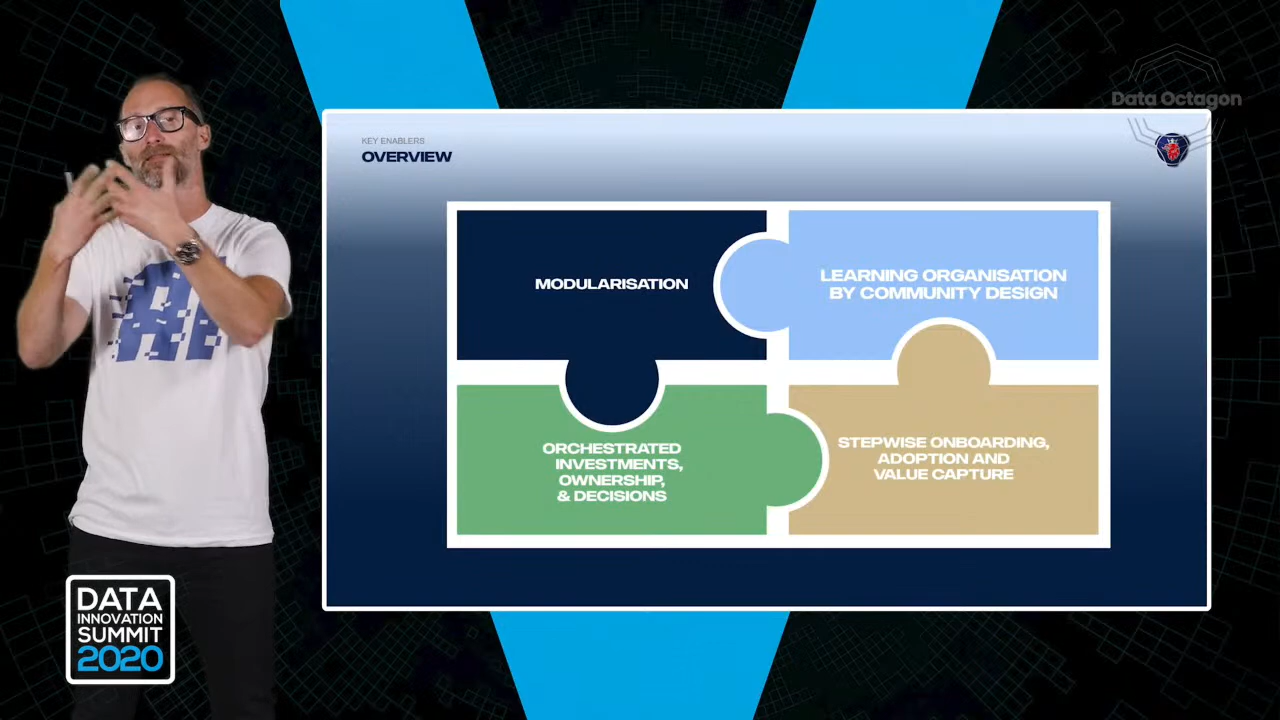 Data Octagon
KEY ENABLERS
OVERVIEW
MODULARISATION
LEARNING ORGANISATION
BY COMMUNITY DESIGN
ORCHESTRATED
INVESTMENTS,
OWNERSHIP,
& DECISIONS
STEPWISE ONBOARDING,
ADOPTION AND
VALUE CAPTURE
DATA
INNOVATION
SUMMIT
2020